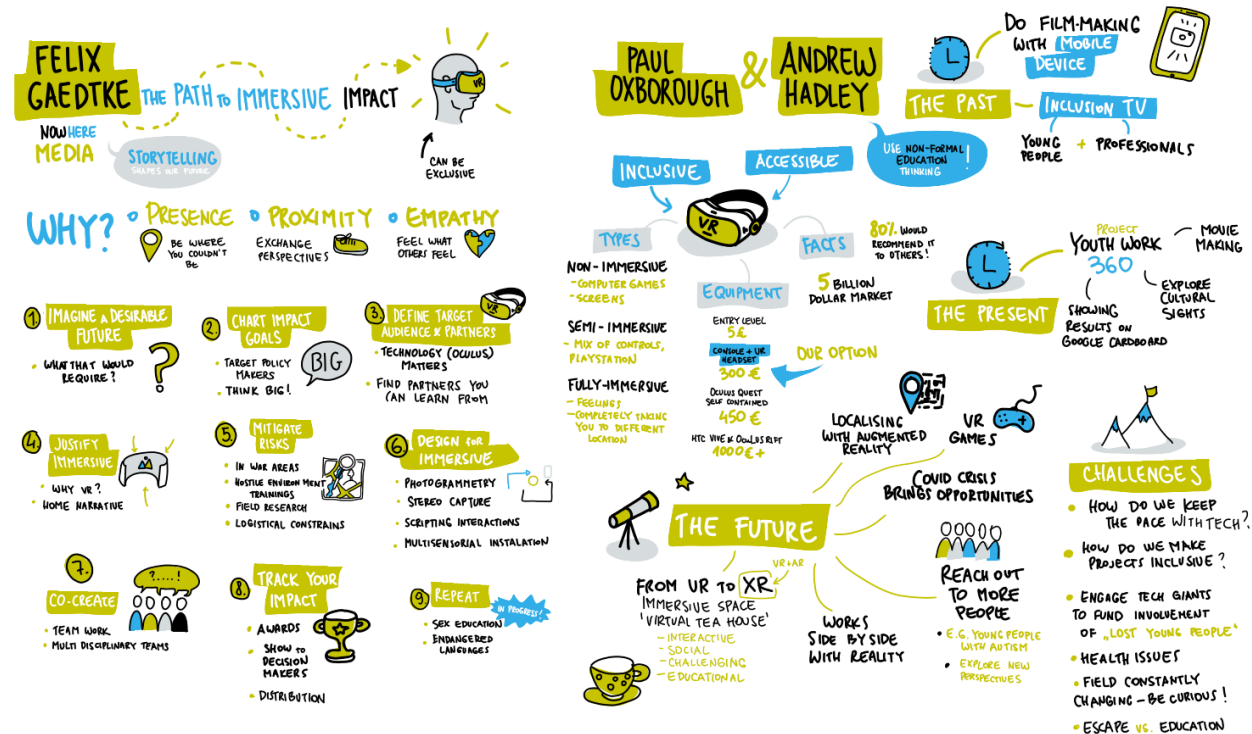 FELIX
GAEDTKE
THE PATH to IMMERSIVE IMPACT
VR
NOWHERE
MEDIA
STORYTELLING
SHAPES OUR FUTURE
CAN BE
EXCLUSIVE
WHY?
PRESENCE
BE WHERE
YOU COULDN'T
BE
PROXIMITY
EXCHANGE
PERSPECTIVES
EMPATHY
FEEL WHAT
OTHERS FEEL
1. IMAGINE A DESIRABLE
FUTURE
• WHAT THAT WOULD
REQUIRE?
?
2. CHART IMPACT
GOALS
• TARGET POLICY
MAKERS
• THINK BIG!
BIG
3. DEFINE TARGET
AUDIENCE & PARTNERS
VR
• TECHNOLOGY (OCULUS)
MATTERS
• FIND PARTNERS YOU
CAN LEARN FROM
4. JUSTIFY
IMMERSIVE
• WHY VR?
• HOME NARRATIVE
5. MITIGATE
RISKS
• IN WAR AREAS
• HOSTILE ENVIRONMENT
TRAININGS
• FIELD RESEARCH
• LOGISTICAL CONSTRAINS
6. DESIGN for
IMMERSIVE
• PHOTOGRAMMETRY
• STEREO CAPTURE
• SCRIPTING INTERACTIONS
• MULTISENSORIAL INSTALATION
7.
CO-CREATE
?.....!
• TEAM WORK
• MULTI DISCIPLINARY TEAMS
8. TRACK YOUR
IMPACT
• AWARDS
• SHOW to
DECISION
MAKERS
• DISTRIBUTION
9 REPEAT
IN PROGRESS!
• SEX EDUCATION
• ENDANGERED
LANGUAGES
PAUL
OXBOROUGH
&
ANDREW
HADLEY
USE NON-FORMAL
EDUCATION
THINKING !
INCLUSIVE
ACCESSIBLE
VR
TYPES
NON-IMMERSIVE
- COMPUTER GAMES
- SCREENS
SEMI-IMMERSIVE
- MIX OF CONTROLS,
PLAYSTATION
FULLY-IMMERSIVE
- FEELINGS
- COMPLETELY TAKING
YOU TO DIFFERENT
LOCATION
EQUIPMENT
ENTRY LEVEL
5£
CONSOLE + VR
HEADSET
300 €
OUR OPTION
OCULUS QUEST
SELF CONTAINED
450 €
HTC VIVE & OCULUS RIFT
1000 € +
FACTS
80% WOULD
RECOMMEND IT
TO OTHERS!
5 BILLION
DOLLAR MARKET
THE PAST
DO FILM-MAKING
WITH MOBILE
DEVICE
INCLUSION TV
YOUNG
PEOPLE
+ PROFESSIONALS
THE PRESENT
PROJECT
YOUTH WORK
360
MOVIE
MAKING
EXPLORE
CULTURAL
SIGHTS
SHOWING
RESULTS ON
GOOGLE CARDBOARD
THE FUTURE
LOCALISING
WITH AUGMENTED
REALITY
VR
GAMES
COVID CRISIS
BRINGS OPPORTUNITIES
REACH OUT
TO MORE
PEOPLE
• E.G. YOUNG PEOPLE
WITH AUTISM
• EXPLORE NEW
PERSPECTIVES
WORKS
SIDE BY SIDE
WITH REALITY
VR+AR
FROM VR TO XR
IMMERSIVE SPACE
'VIRTUAL TEA HOUSE'
- INTERACTIVE
- SOCIAL
- CHALLENGING
- EDUCATIONAL
CHALLENGES
• HOW DO WE KEEP
THE PACE WITH TECH?
• HOW DO WE MAKE
PROJECTS INCLUSIVE?
• ENGAGE TECH GIANTS
TO FUND INVOLVEMENT
OF „LOST YOUNG PEOPLE"
• HEALTH ISSUES
• FIELD CONSTANTLY
CHANGING – BE CURIOUS!
• ESCAPE VS. EDUCATION